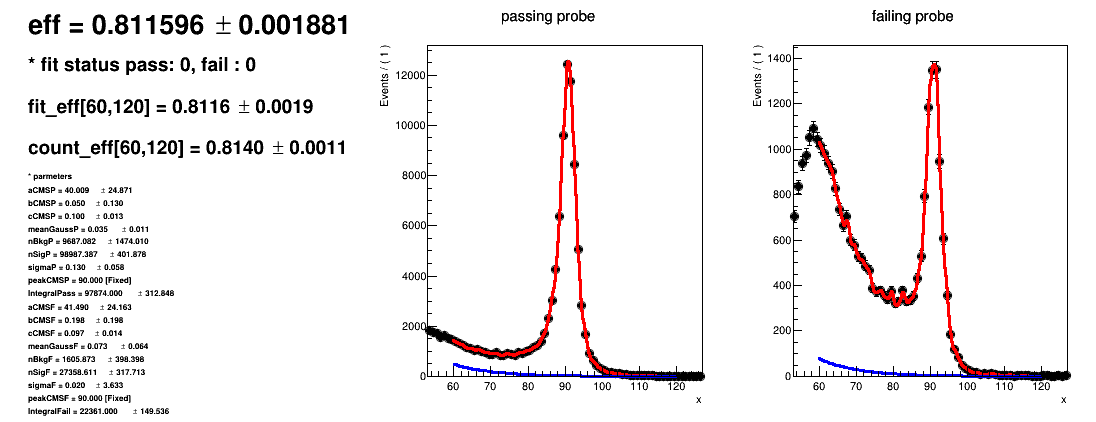 eff = 0.811596 ± 0.001881
* fit status pass: 0, fail : 0
fit_eff[60,120] = 0.8116 ± 0.0019
count_eff[60,120] = 0.8140 ± 0.0011
* parmeters
aCMSP = 40.009 ± 24.871
bCMSP = 0.050 ± 0.130
cCMSP = 0.100 ± 0.013
meanGaussP = 0.035 ± 0.011
nBkgP = 9687.082 ± 1474.010
nSigP = 98987.387 ± 401.878
sigmaP = 0.130 ± 0.058
peakCMSP = 90.000 [Fixed]
IntegralPass = 97874.000 ± 312.848
aCMSF = 41.490 ± 24.163
bCMSF = 0.198 ± 0.198
cCMSF = 0.097 ± 0.014
meanGaussF = 0.073 ± 0.064
nBkgF = 1605.873 ± 398.398
nSigF = 27358.611 ± 317.713
sigmaF = 0.020 ± 3.633
peakCMSF = 90.000 [Fixed]
IntegralFail = 22361.000 ± 149.536
passing probe
Events / ( 1 )
12000
10000
8000
6000
4000
2000
0
60 70 80 90 100 110 120
x
failing probe
Events / ( 1 )
1400
1200
1000
800
600
400
200
0
60 70 80 90 100 110 120
x